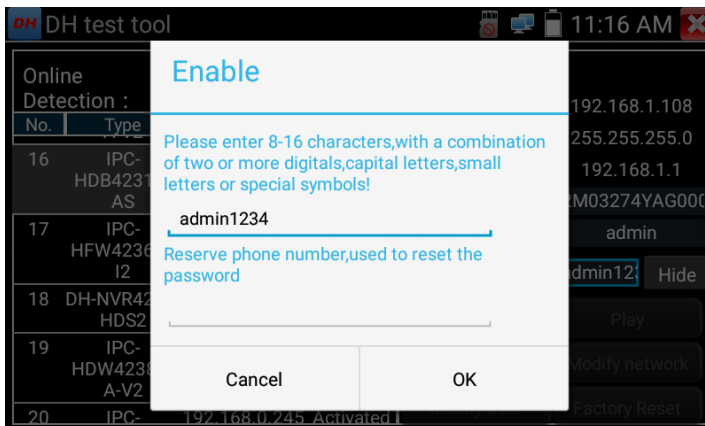 DH DH test tool 11:16 AM
Online
Detection :
No. Type
16 IPC-
HDB4231
AS
17 IPC-
HFW4236
I2
18 DH-NVR42
HDS2
19 IPC-
HDW4238
A-V2
20 IPC- 192.168.0.245 Activated
Enable
Please enter 8-16 characters,with a combination
of two or more digitals,capital letters,small
letters or special symbols!
admin1234
Reserve phone number,used to reset the
password
Cancel OK
192.168.1.108
255.255.255.0
192.168.1.1
M03274YAG000
admin
admin123 Hide
Play
Modify network
Factory Reset